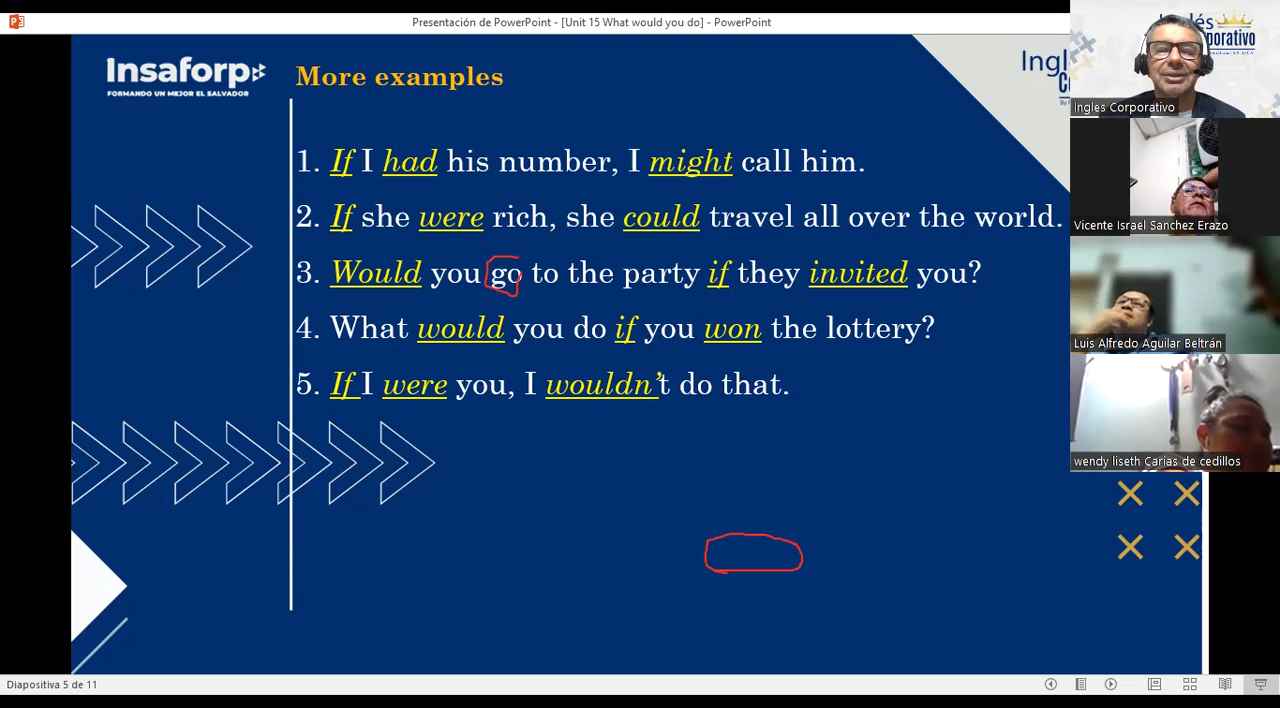 Presentación de PowerPoint - [Unit 15 What would you do] - PowerPoint
Insaforp
FORMANDO UN MEJOR EL SALVADOR
More examples
1. If I had his number, I might call him.
2. If she were rich, she could travel all over the world.
3. Would you go to the party if they invited you?
4. What would you do if you won the lottery?
5. If I were you, I wouldn't do that.
Ingles Corporativo
Vicente Israel Sanchez Erazo
Luis Alfredo Aguilar Beltrán
wendy liseth Carias de cedillos
Diapositiva 5 de 11